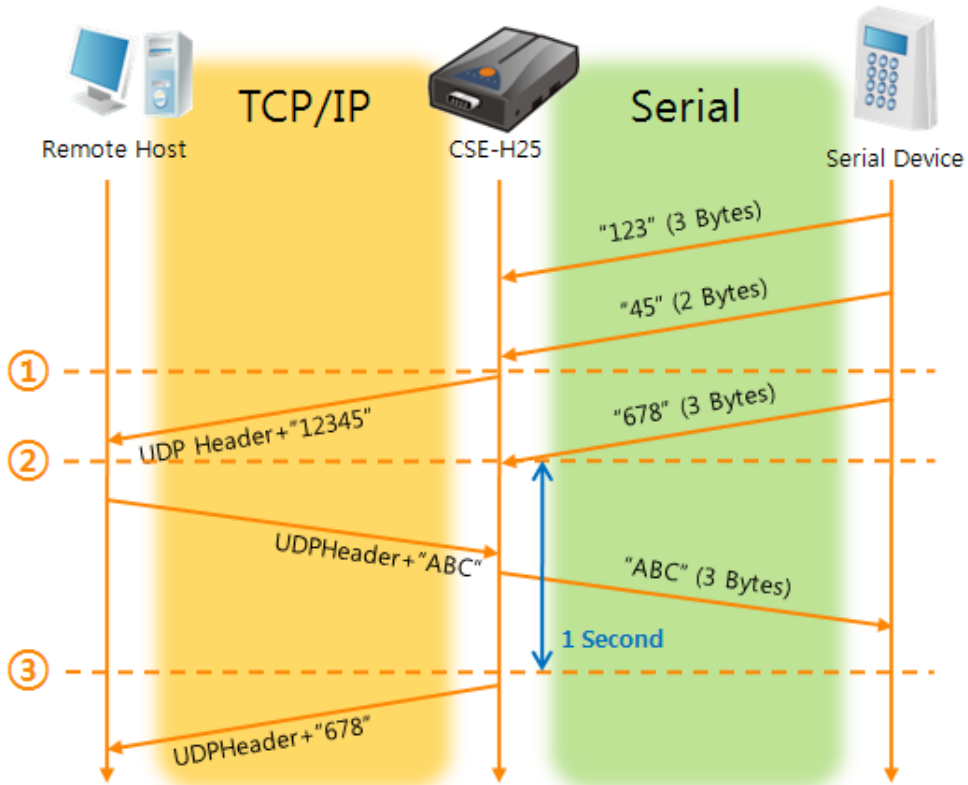 TCP/IP
Serial
Remote Host
CSE-H25
Serial Device
"123" (3 Bytes)
"45" (2 Bytes)
①
"678" (3 Bytes)
UDP Header+"12345"
②
UDPHeader+"ABC"
"ABC" (3 Bytes)
1 Second
③
UDPHeader+"678"